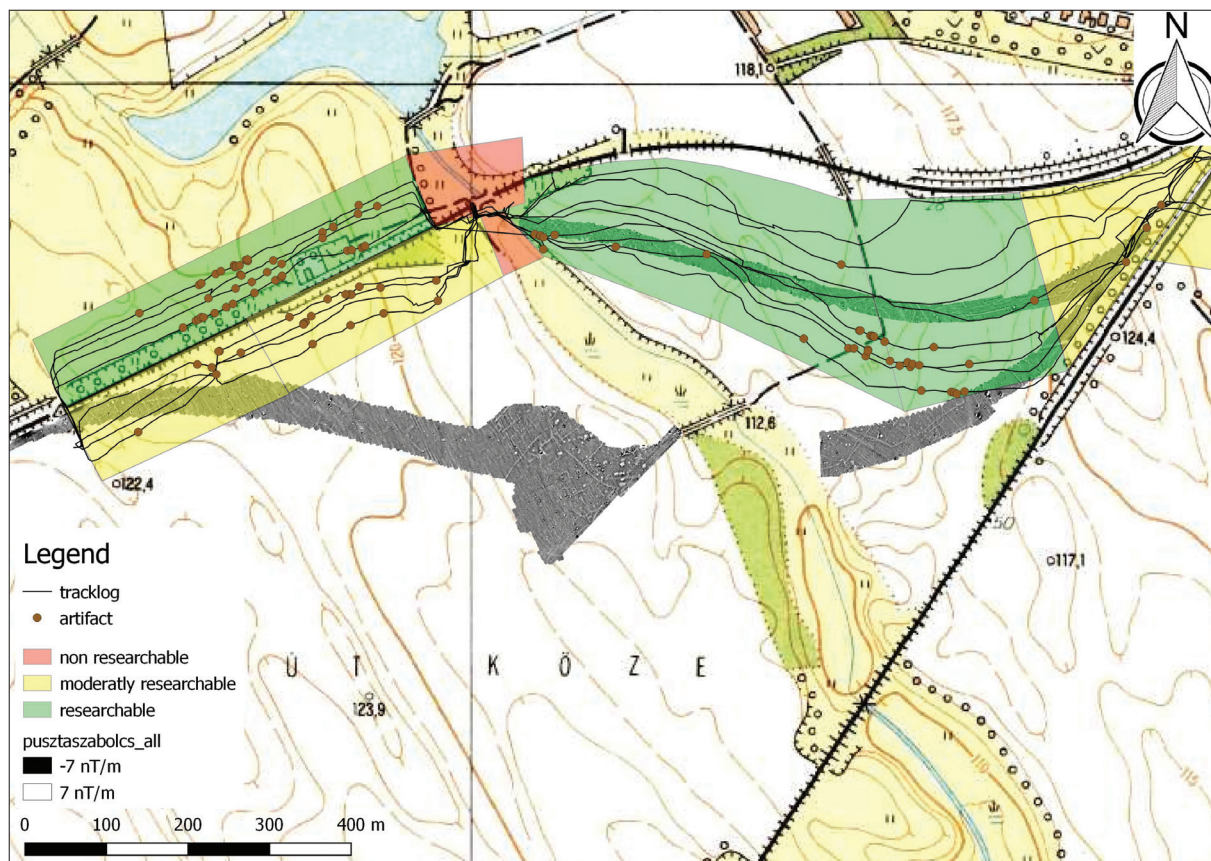 N
118,1
117,5
120
124,4
112,6
122,4
50
117,1
Ú T K Ö Z E
123,9
110
115
Legend
tracklog
artifact
non researchable
moderatly researchable
researchable
pusztaszabolcs_all
-7 nT/m
7 nT/m
0 100 200 300 400 m